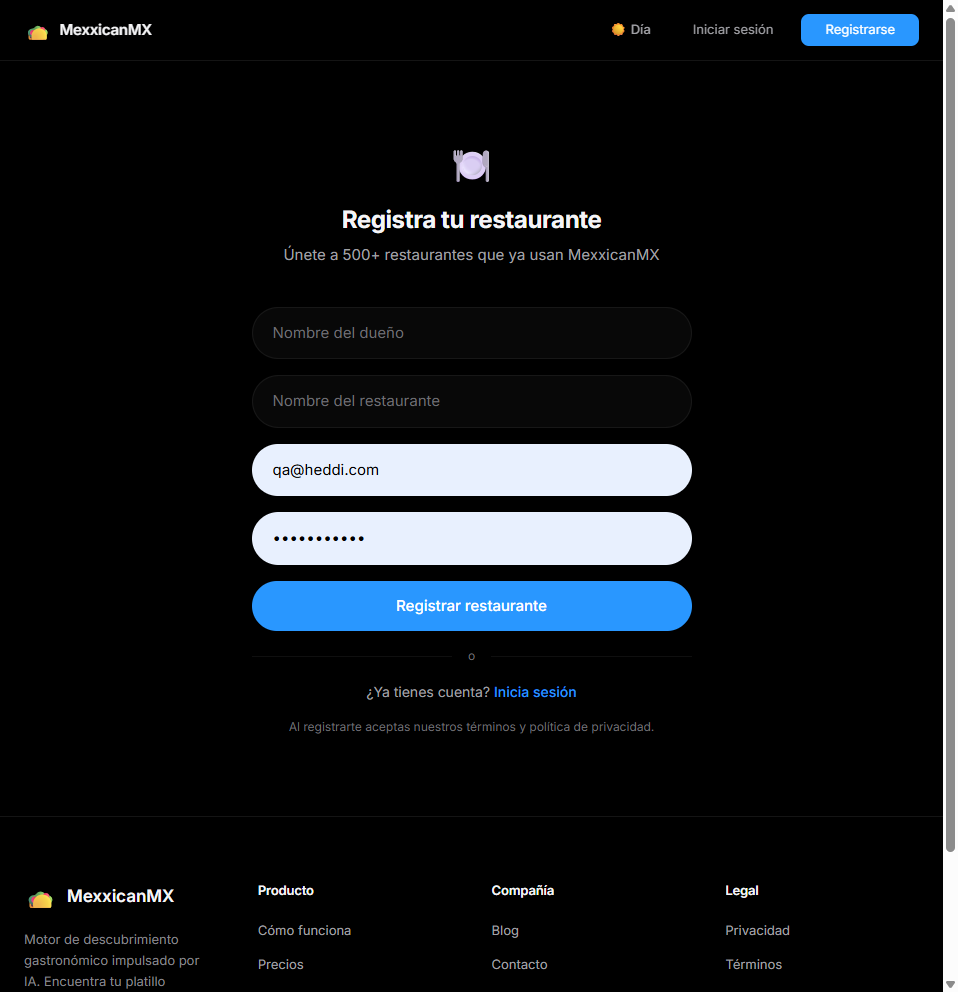 MexxicanMX
Día
Iniciar sesión
Registrarse
Registra tu restaurante
Únete a 500+ restaurantes que ya usan MexxicanMX
Nombre del dueño
Nombre del restaurante
qa@heddi.com
•••••••••••
Registrar restaurante
o
¿Ya tienes cuenta? Inicia sesión
Al registrarte aceptas nuestros términos y política de privacidad.
MexxicanMX
Motor de descubrimiento
gastronómico impulsado por
IA. Encuentra tu platillo
Producto
Cómo funciona
Precios
Compañía
Blog
Contacto
Legal
Privacidad
Términos